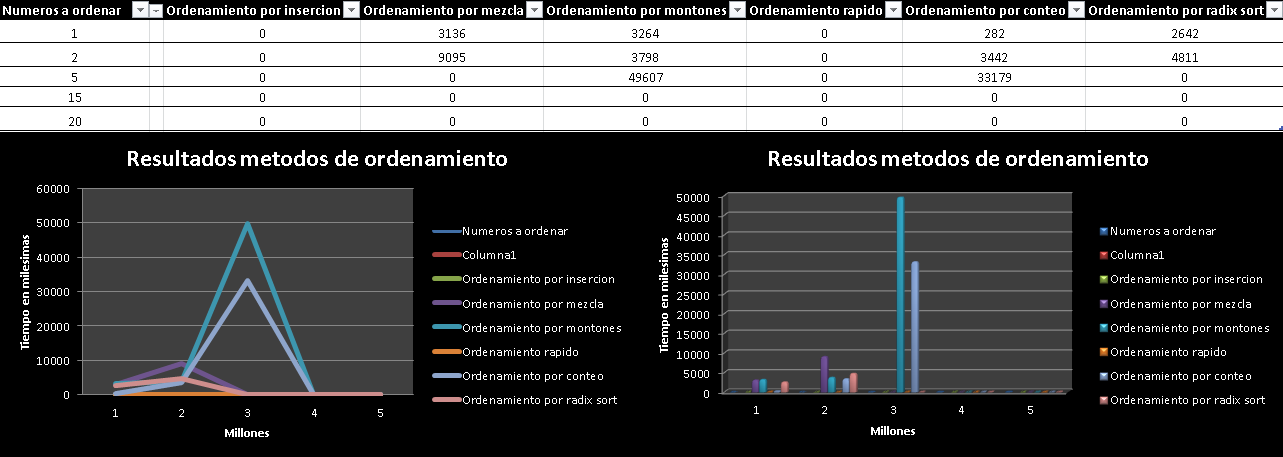 Numeros a ordenar Ordenamiento por insercion Ordenamiento por mezcla Ordenamiento por montones Ordenamiento rapido Ordenamiento por conteo Ordenamiento por radix sort
1 0 3136 3264 0 282 2642
2 0 9095 3798 0 3442 4811
5 0 0 49607 0 33179 0
15 0 0 0 0 0 0
20 0 0 0 0 0 0
Resultados metodos de ordenamiento
60000
50000
40000
30000
20000
10000
0
Tiempo en milesimas
1 2 3 4 5
Millones
Numeros a ordenar
Columna1
Ordenamiento por insercion
Ordenamiento por mezcla
Ordenamiento por montones
Ordenamiento rapido
Ordenamiento por conteo
Ordenamiento por radix sort
Resultados metodos de ordenamiento
50000
45000
40000
35000
30000
25000
20000
15000
10000
5000
0
Tiempo en milesimas
1 2 3 4 5
Millones
Numeros a ordenar
Columna1
Ordenamiento por insercion
Ordenamiento por mezcla
Ordenamiento por montones
Ordenamiento rapido
Ordenamiento por conteo
Ordenamiento por radix sort